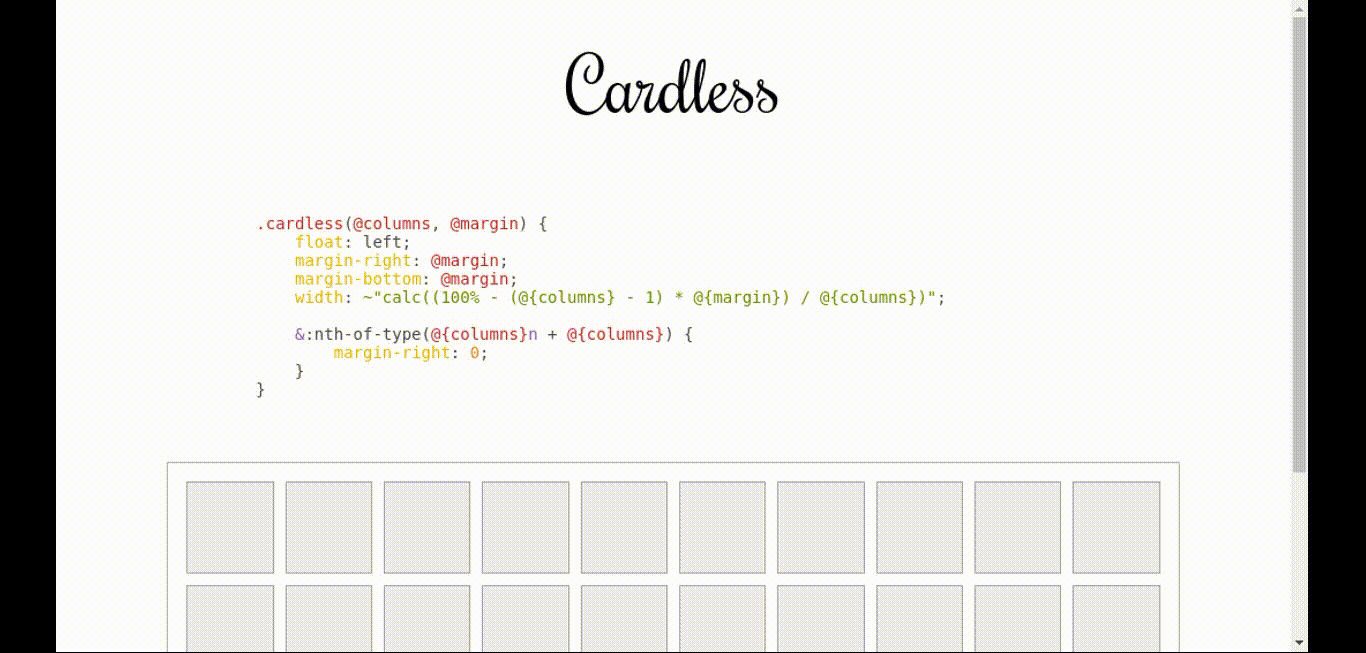 Cardless
.cardless(@columns, @margin) {
    float: left;
    margin-right: @margin;
    margin-bottom: @margin;
    width: ~"calc((100% - (@{columns} - 1) * @{margin}) / @{columns})";
    &:nth-of-type(@{columns}n + @{columns}) {
        margin-right: 0;
    }
}